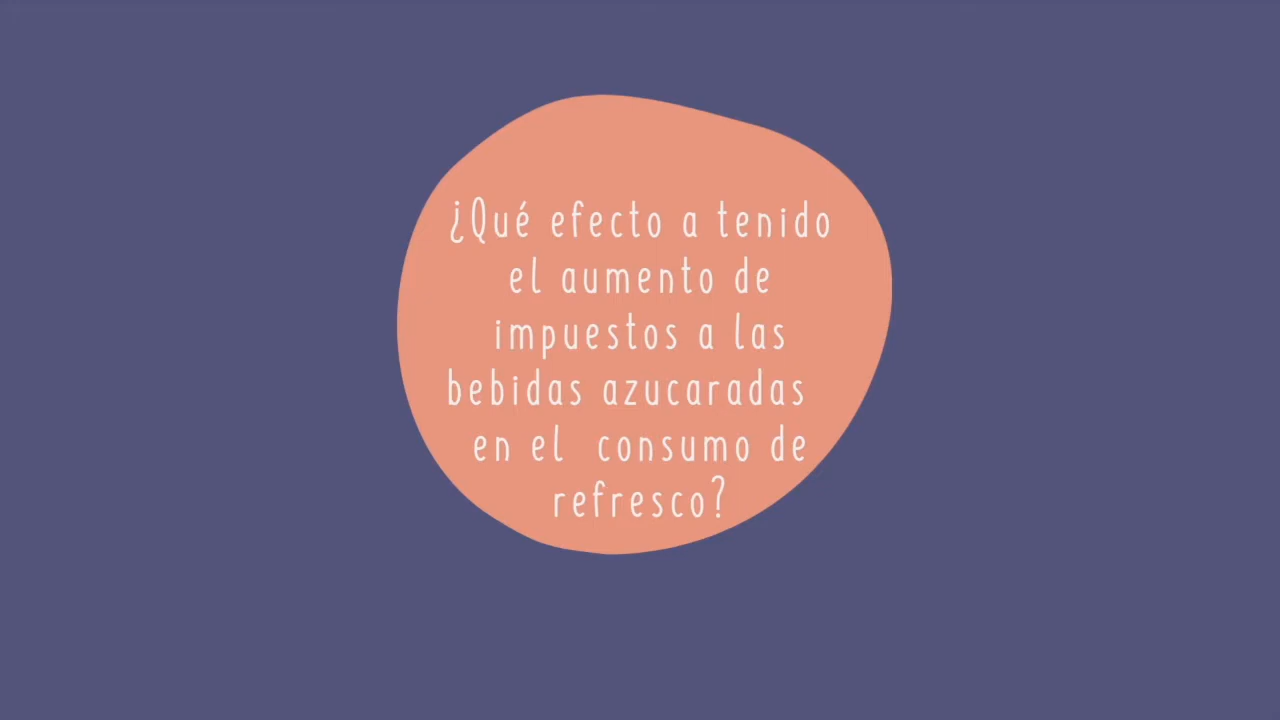 ¿Qué efecto a tenido
el aumento de
impuestos a las
bebidas azucaradas
en el consumo de
refresco?